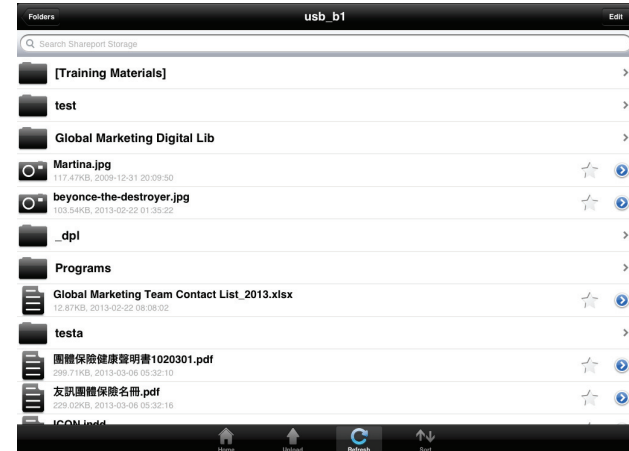 Folders
usb_b1
Edit
Search Shareport Storage
[Training Materials]
test
Global Marketing Digital Lib
Martina.jpg
117.47KB, 2009-12-31 20:09:50
beyonce-the-destroyer.jpg
103.54KB, 2013-02-22 01:35:22
_dpl
Programs
Global Marketing Team Contact List_2013.xlsx
12.87KB, 2013-02-22 08:08:02
testa
團體保險健康聲明書1020301.pdf
299.71KB, 2013-03-06 05:32:10
友訊團體保險名冊.pdf
229.02KB, 2013-03-06 05:32:16
ICON.indd
Home
Upload
Refresh
Sort